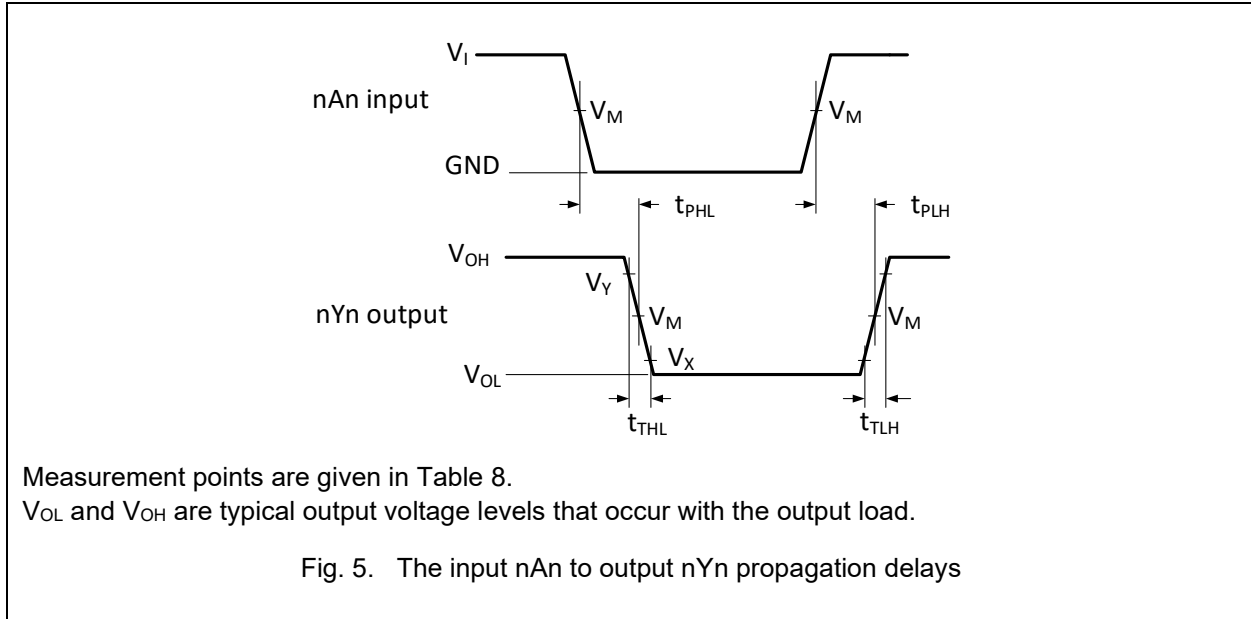 V_I
nAn input
V_M
V_M
GND
t_PHL
t_PLH
V_OH
V_Y
nYn output
V_M
V_M
V_X
V_OL
t_THL
t_TLH
Measurement points are given in Table 8.
V_OL and V_OH are typical output voltage levels that occur with the output load.
Fig. 5. The input nAn to output nYn propagation delays